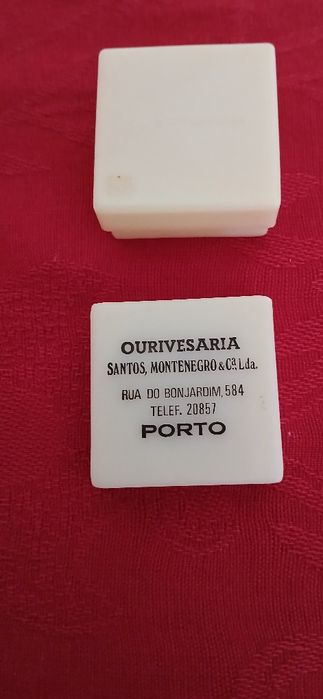 OURIVESARIA
SANTOS, MONTENEGRO & Cª. Lda.
RUA DO BONJARDIM, 584
TELEF. 20857
PORTO